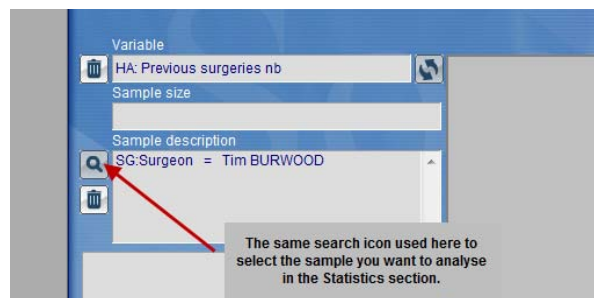 Variable
HA: Previous surgeries nb
Sample size
Sample description
SG:Surgeon = Tim BURWOOD
The same search icon used here to
select the sample you want to analyse
in the Statistics section.